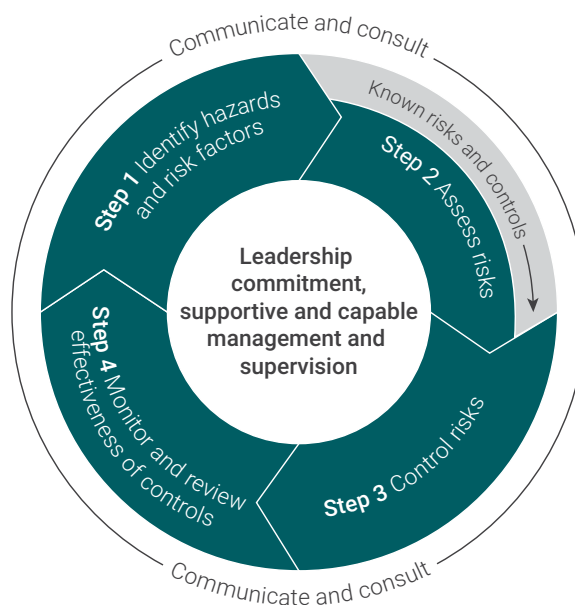 Communicate and consult
Step 1 Identify hazards
and risk factors
Known risks and controls
Step 2 Assess risks
Leadership
commitment,
supportive and capable
management and
supervision
Step 3 Control risks
Step 4 Monitor and review
effectiveness of controls
Communicate and consult